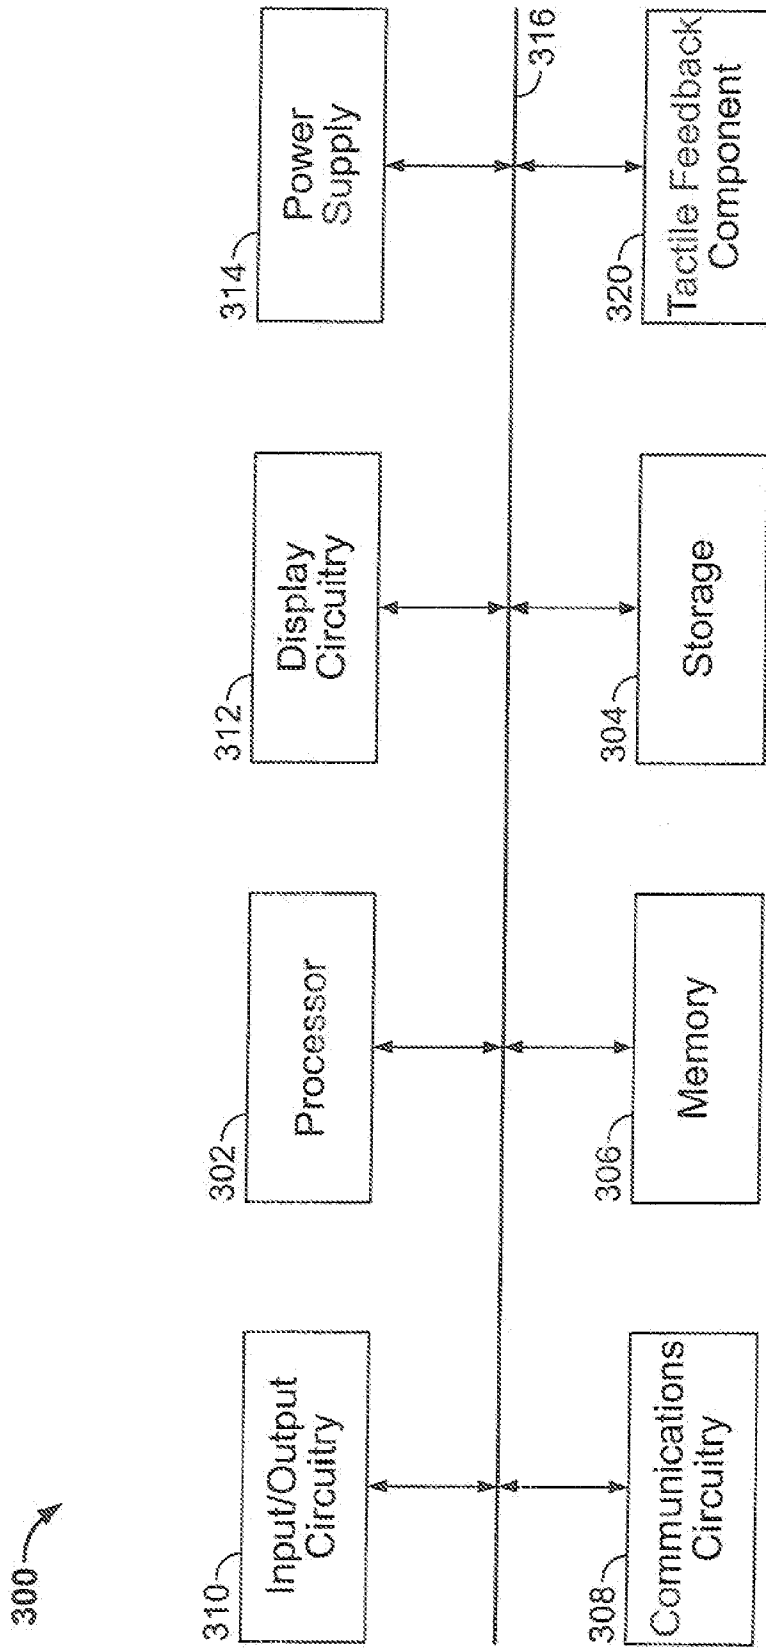 300
310
Input/Output
Circuitry
302
Processor
312
Display
Circuitry
314
Power
Supply
316
308
Communications
Circuitry
306
Memory
304
Storage
320
Tactile Feedback
Component